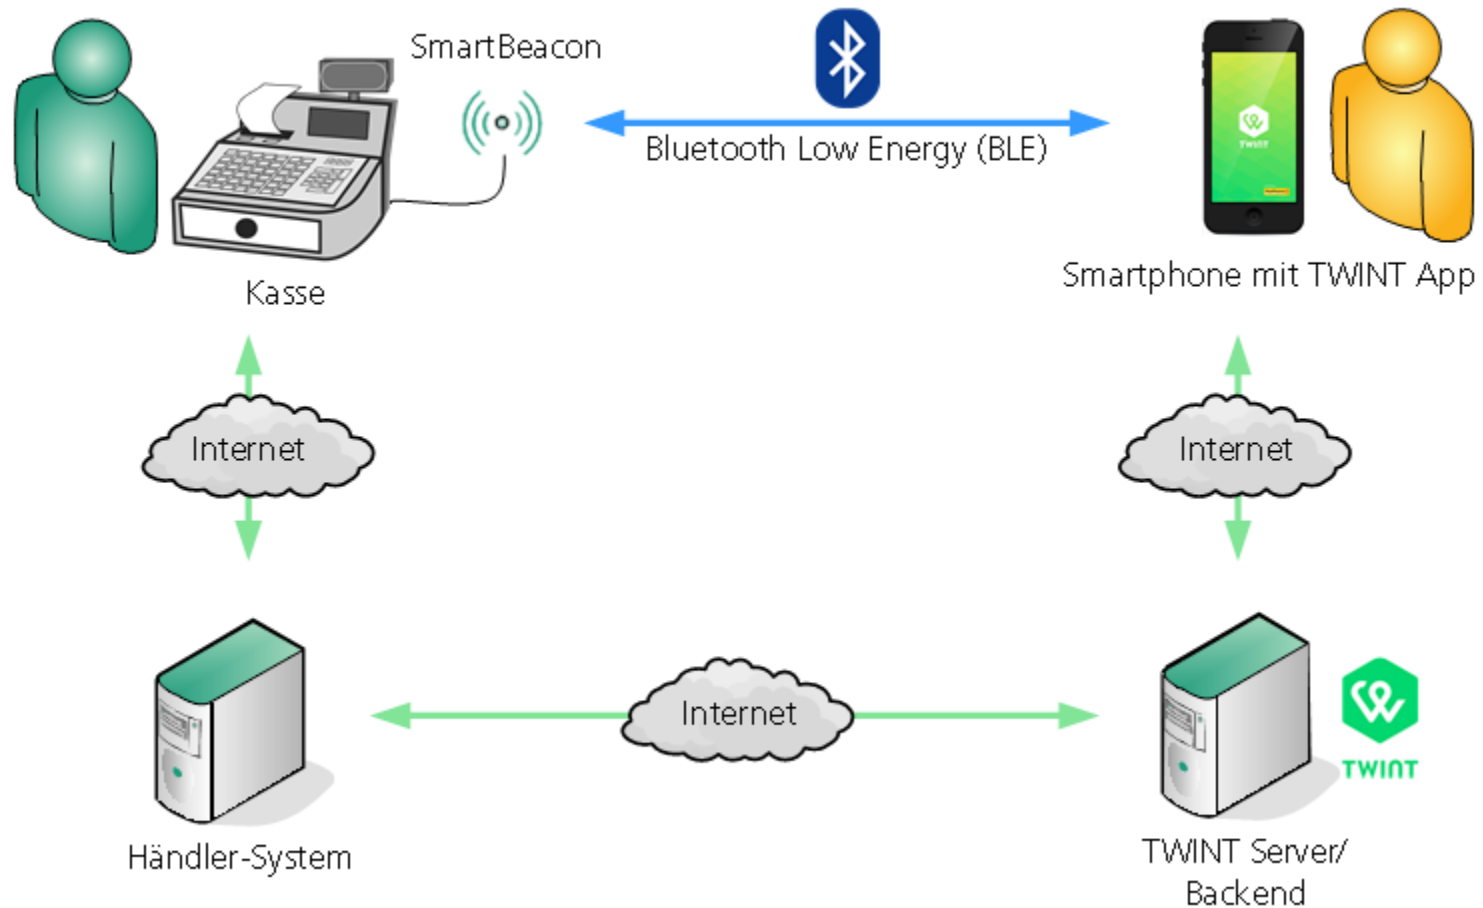 SmartBeacon
Bluetooth Low Energy (BLE)
TWINT
Kasse
Smartphone mit TWINT App
Internet
Internet
Internet
TWINT
Händler-System
TWINT Server/
Backend